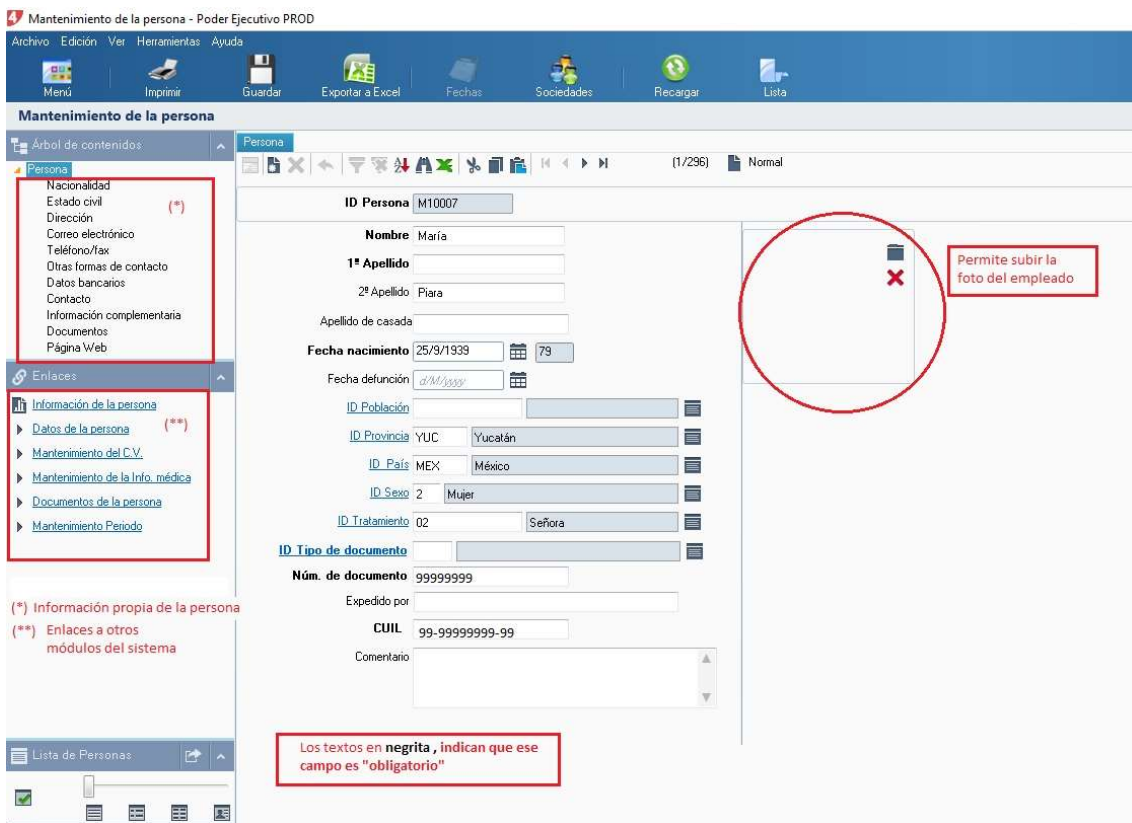 Mantenimiento de la persona - Poder Ejecutivo PROD
Archivo Edición Ver Herramientas Ayuda
Menú Imprimir Guardar Exportar a Excel Fechas Sociedades Recargar Lista
Mantenimiento de la persona
Árbol de contenidos
Persona
Nacionalidad
Estado civil
Dirección
Correo electrónico
Teléfono/fax
Otras formas de contacto
Datos bancarios
Contacto
Información complementaria
Documentos
Página Web
(*)
Enlaces
Información de la persona
Datos de la persona
Mantenimiento del C.V.
Mantenimiento de la Info. médica
Documentos de la persona
Mantenimiento Periodo
(**)
(*) Información propia de la persona
(**) Enlaces a otros
módulos del sistema
Lista de Personas
Persona
(1/296) Normal
ID Persona M10007
Nombre María
1º Apellido
2º Apellido Piara
Apellido de casada
Fecha nacimiento 25/9/1939 79
Fecha defunción d/M/yyyy
ID Población
ID Provincia YUC Yucatán
ID País MEX México
ID Sexo 2 Mujer
ID Tratamiento 02 Señora
ID Tipo de documento
Núm. de documento 99999999
Expedido por
CUIL 99-99999999-99
Comentario
Permite subir la
foto del empleado
Los textos en negrita , indican que ese
campo es "obligatorio"